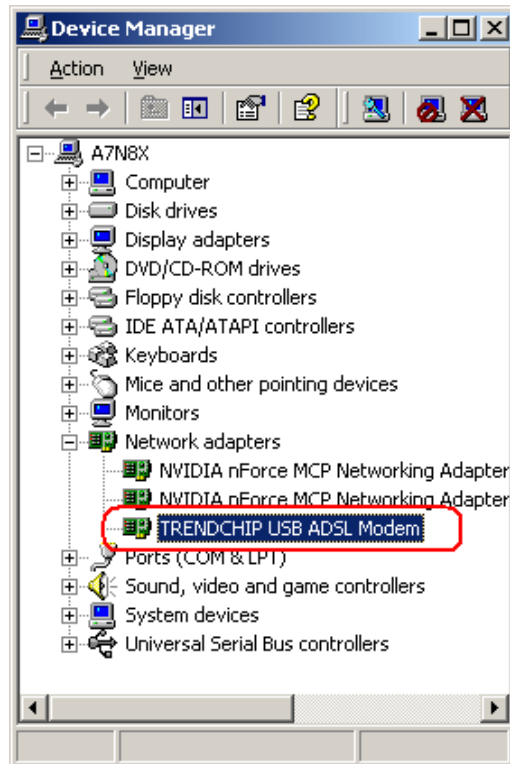 Device Manager
Action View
A7N8X
Computer
Disk drives
Display adapters
DVD/CD-ROM drives
Floppy disk controllers
IDE ATA/ATAPI controllers
Keyboards
Mice and other pointing devices
Monitors
Network adapters
NVIDIA nForce MCP Networking Adapter
NVIDIA nForce MCP Networking Adapter
TRENDCHIP USB ADSL Modem
Ports (COM & LPT)
Sound, video and game controllers
System devices
Universal Serial Bus controllers